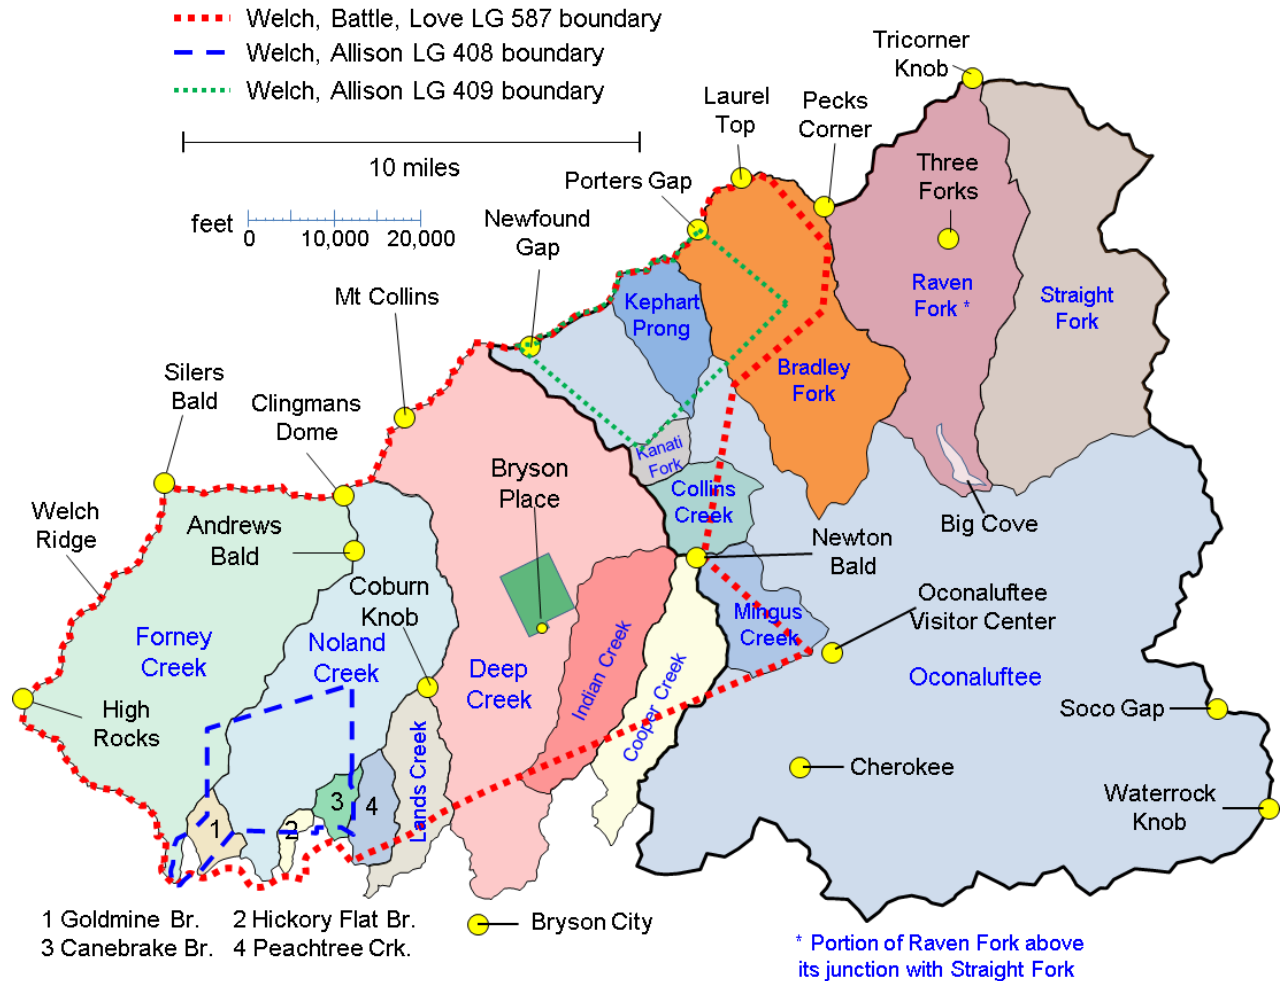 Welch, Battle, Love LG 587 boundary
Welch, Allison LG 408 boundary
Welch, Allison LG 409 boundary
10 miles
feet
0 10,000 20,000
Tricorner
Knob
Laurel
Top
Pecks
Corner
Three
Forks
Porters Gap
Newfound
Gap
Mt Collins
Raven
Fork *
Straight
Fork
Kephart
Prong
Bradley
Fork
Silers
Bald
Clingmans
Dome
Kanati
Fork
Bryson
Place
Collins
Creek
Big Cove
Welch
Ridge
Andrews
Bald
Newton
Bald
Coburn
Knob
Oconaluftee
Visitor Center
Mingus
Creek
Forney
Creek
Noland
Creek
Deep
Creek
Indian Creek
Cooper Creek
Oconaluftee
High
Rocks
Soco Gap
Lands Creek
Cherokee
Waterrock
Knob
1
2
3
4
1 Goldmine Br. 2 Hickory Flat Br.
3 Canebrake Br. 4 Peachtree Crk.
Bryson City
* Portion of Raven Fork above
its junction with Straight Fork